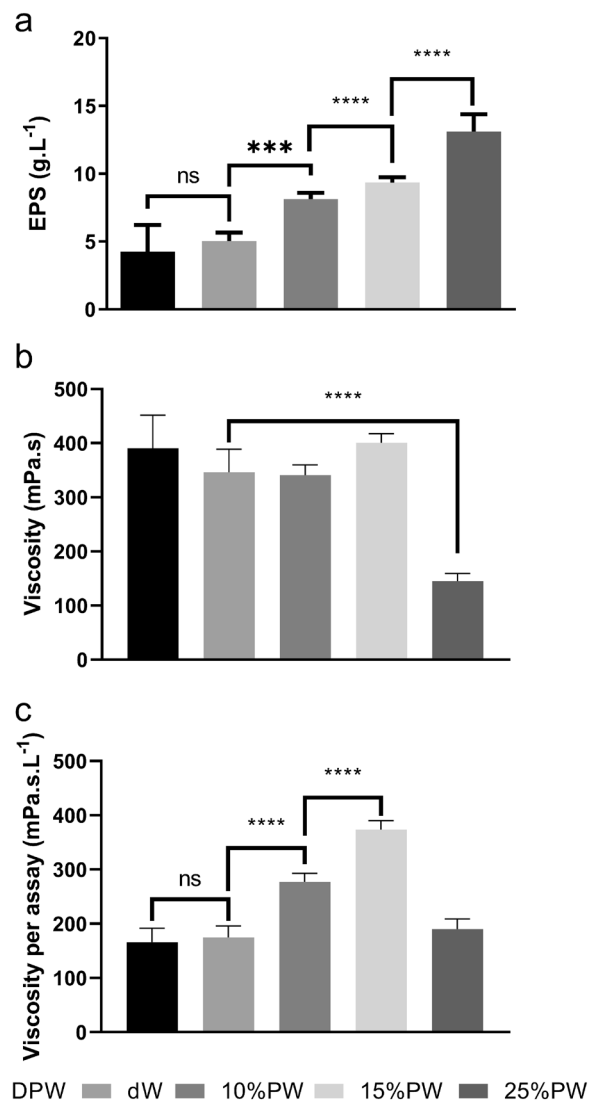 a
EPS (g.L-1)
20
15
10
5
0
ns
***
****
****
b
Viscosity (mPa.s)
500
400
300
200
100
0
****
c
Viscosity per assay (mPa.s.L-1)
500
400
300
200
100
0
ns
****
****
DPW dW 10%PW 15%PW 25%PW